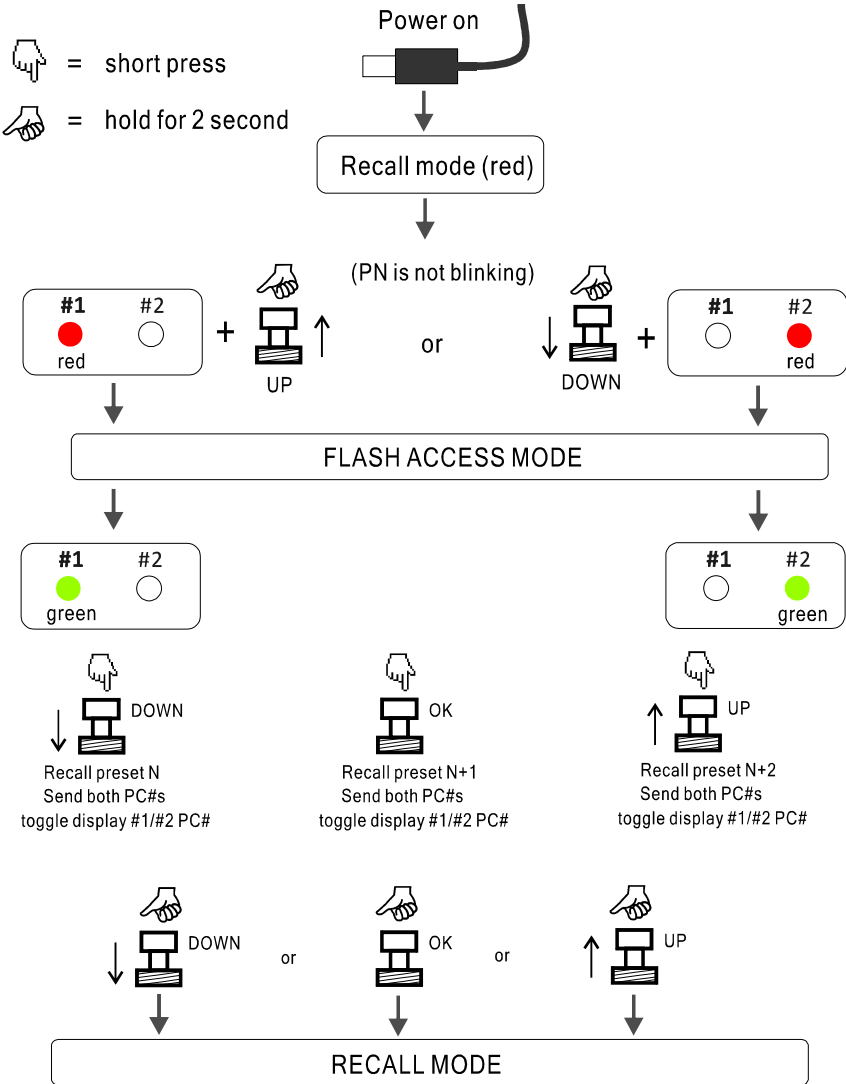 Power on
= short press
= hold for 2 second
Recall mode (red)
(PN is not blinking)
#1 #2
red
+
UP
or
DOWN
+
#1 #2
red
FLASH ACCESS MODE
#1 #2
green
#1 #2
green
DOWN
Recall preset N
Send both PC#s
toggle display #1/#2 PC#
OK
Recall preset N+1
Send both PC#s
toggle display #1/#2 PC#
UP
Recall preset N+2
Send both PC#s
toggle display #1/#2 PC#
DOWN
or
OK
or
UP
RECALL MODE